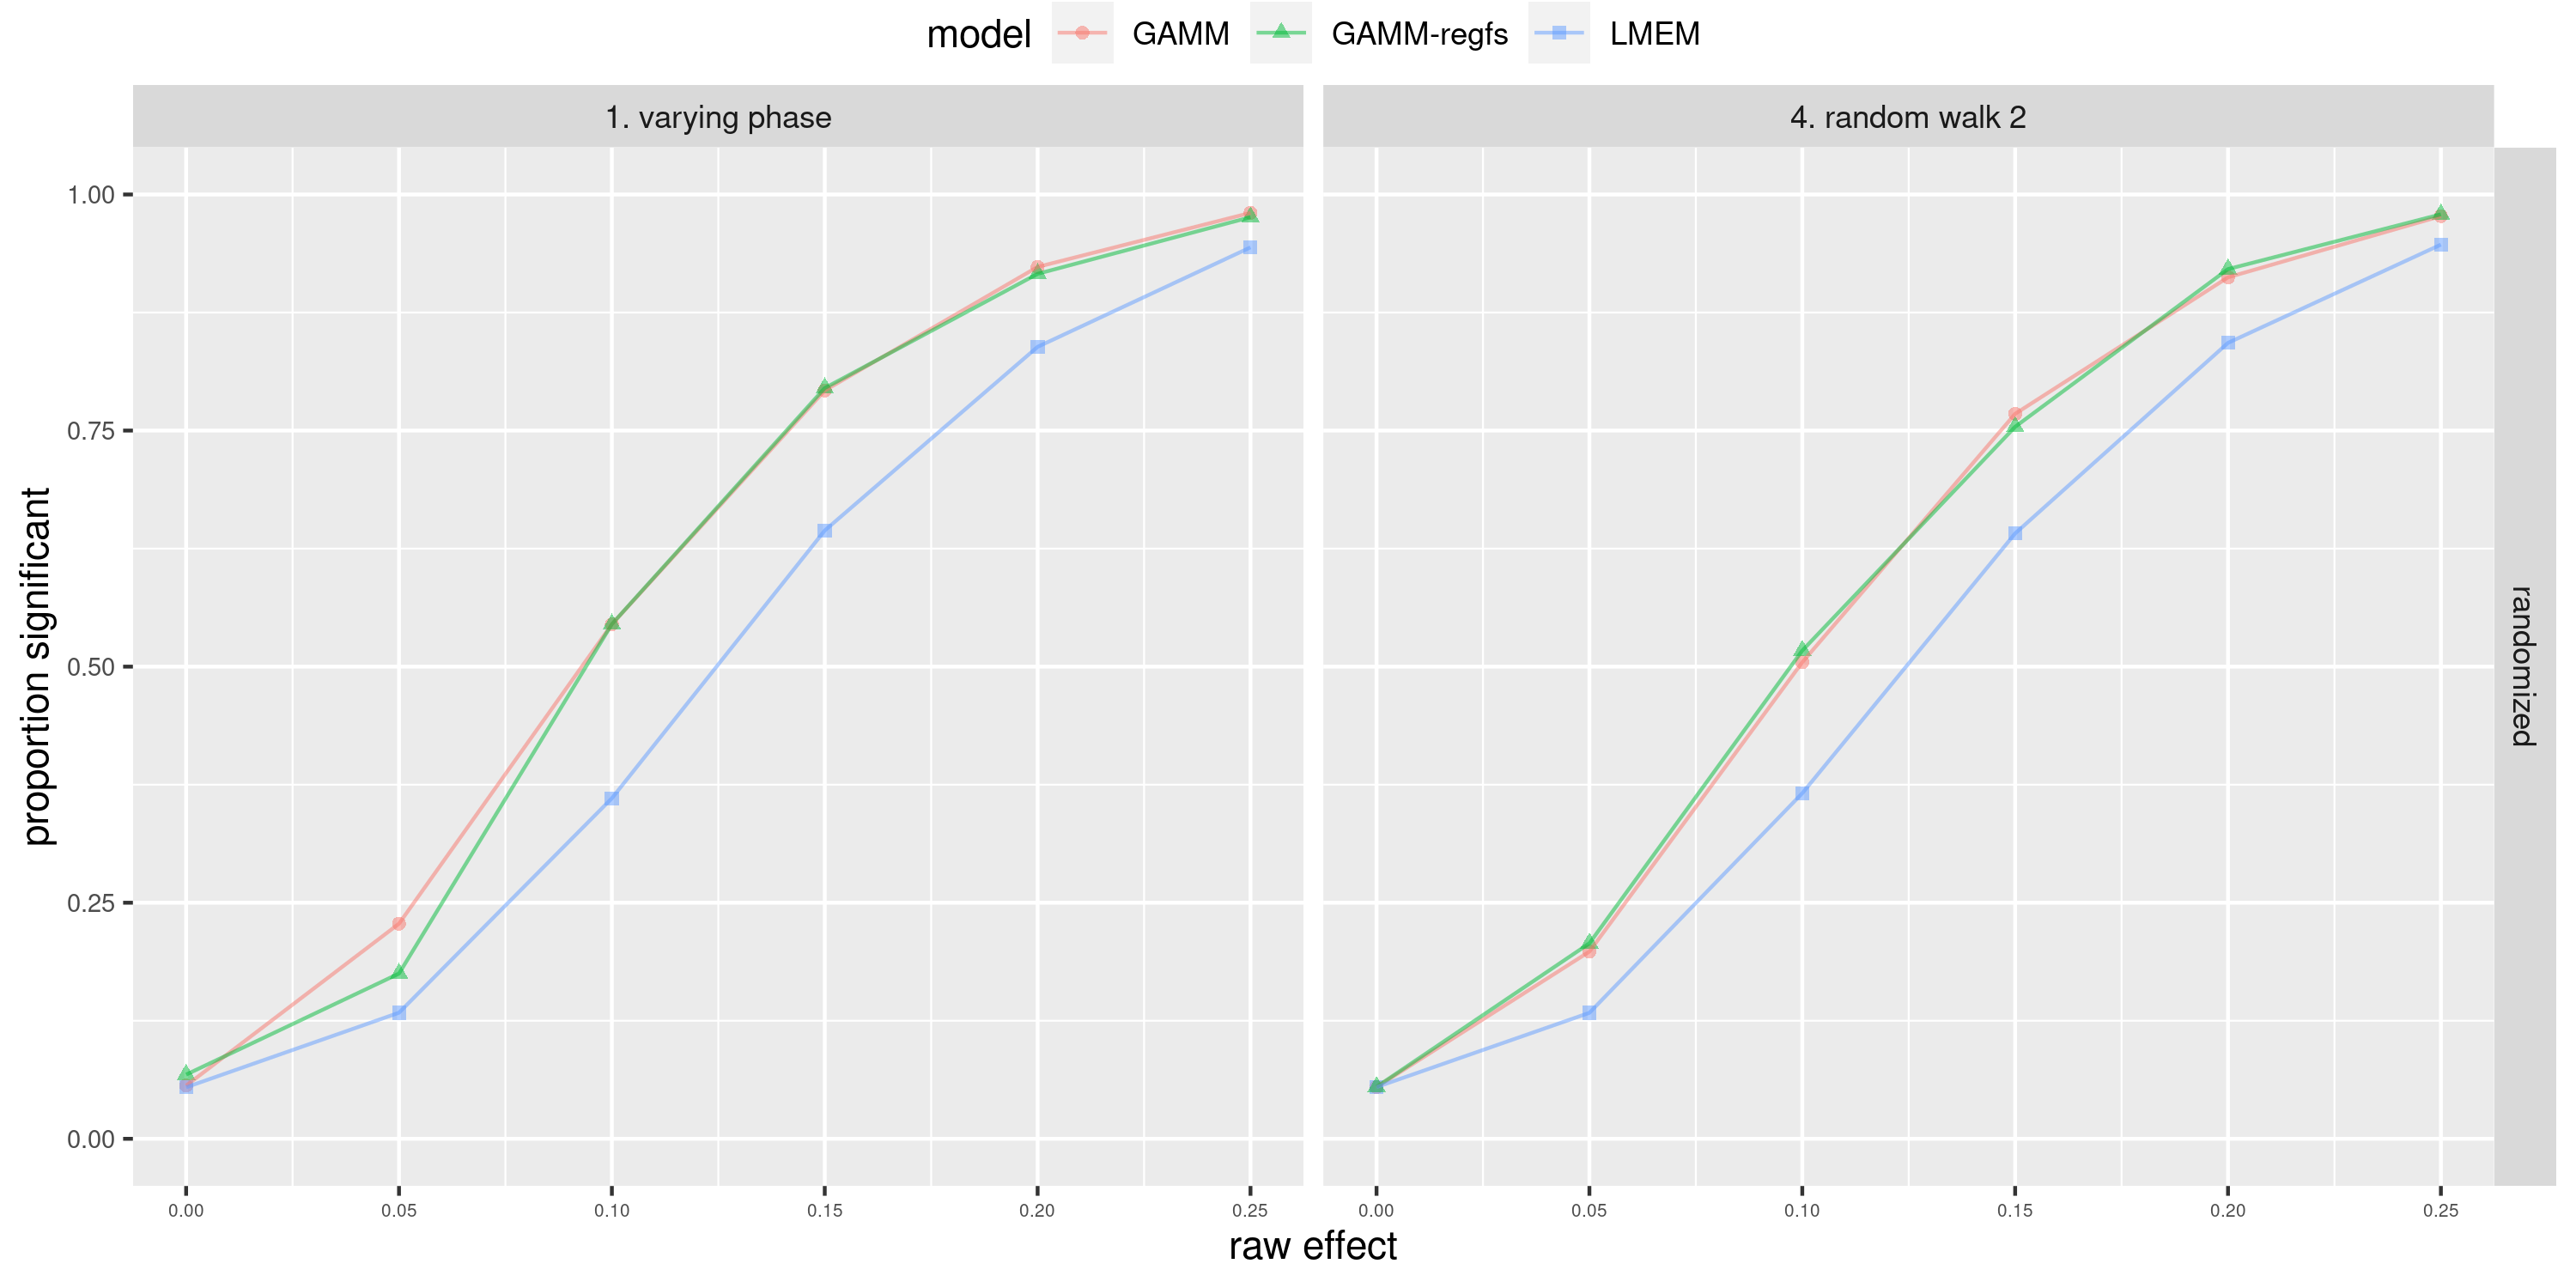 model GAMM GAMM-regfs LMEM
1. varying phase
4. random walk 2
proportion significant
1.00
0.75
0.50
0.25
0.00
randomized
0.00 0.05 0.10 0.15 0.20 0.25
0.00 0.05 0.10 0.15 0.20 0.25
raw effect